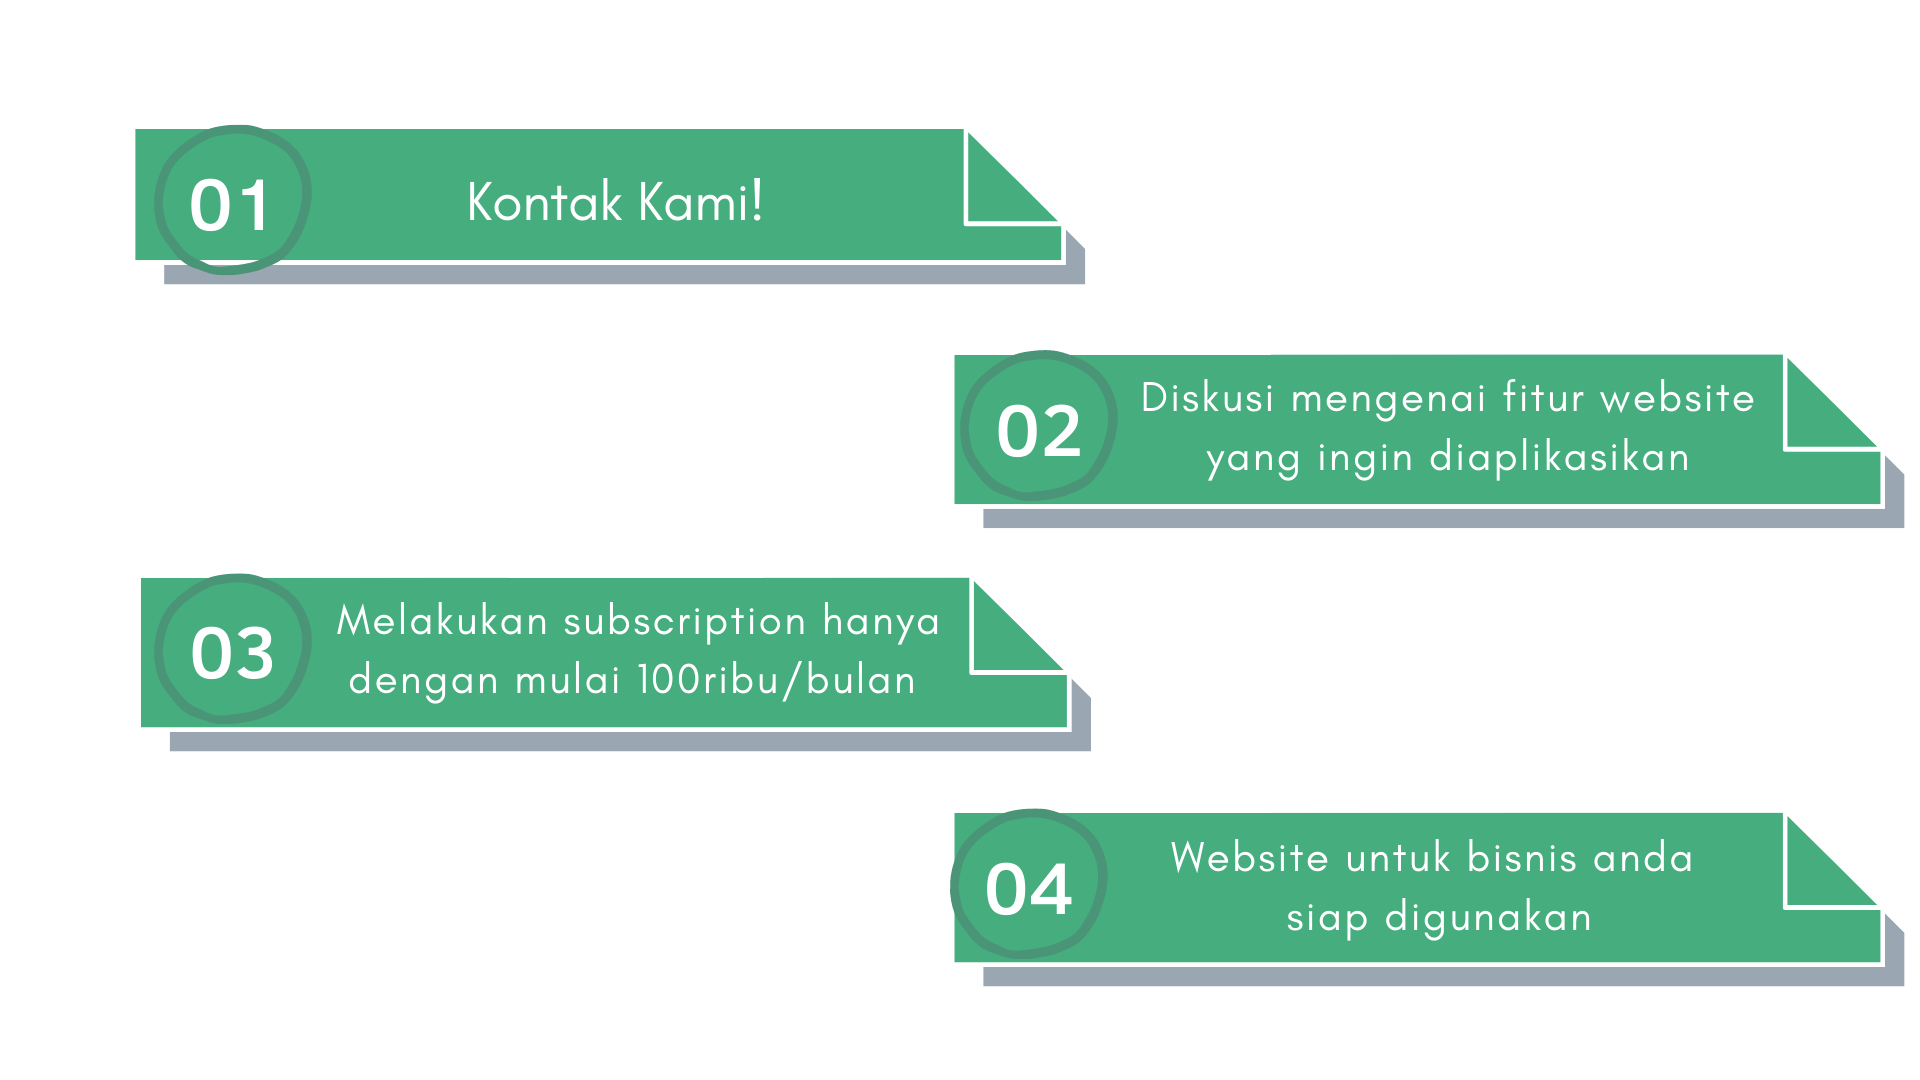 01
Kontak Kami!
02
Diskusi mengenai fitur website
yang ingin diaplikasikan
03
Melakukan subscription hanya
dengan mulai 100ribu/bulan
04
Website untuk bisnis anda
siap digunakan